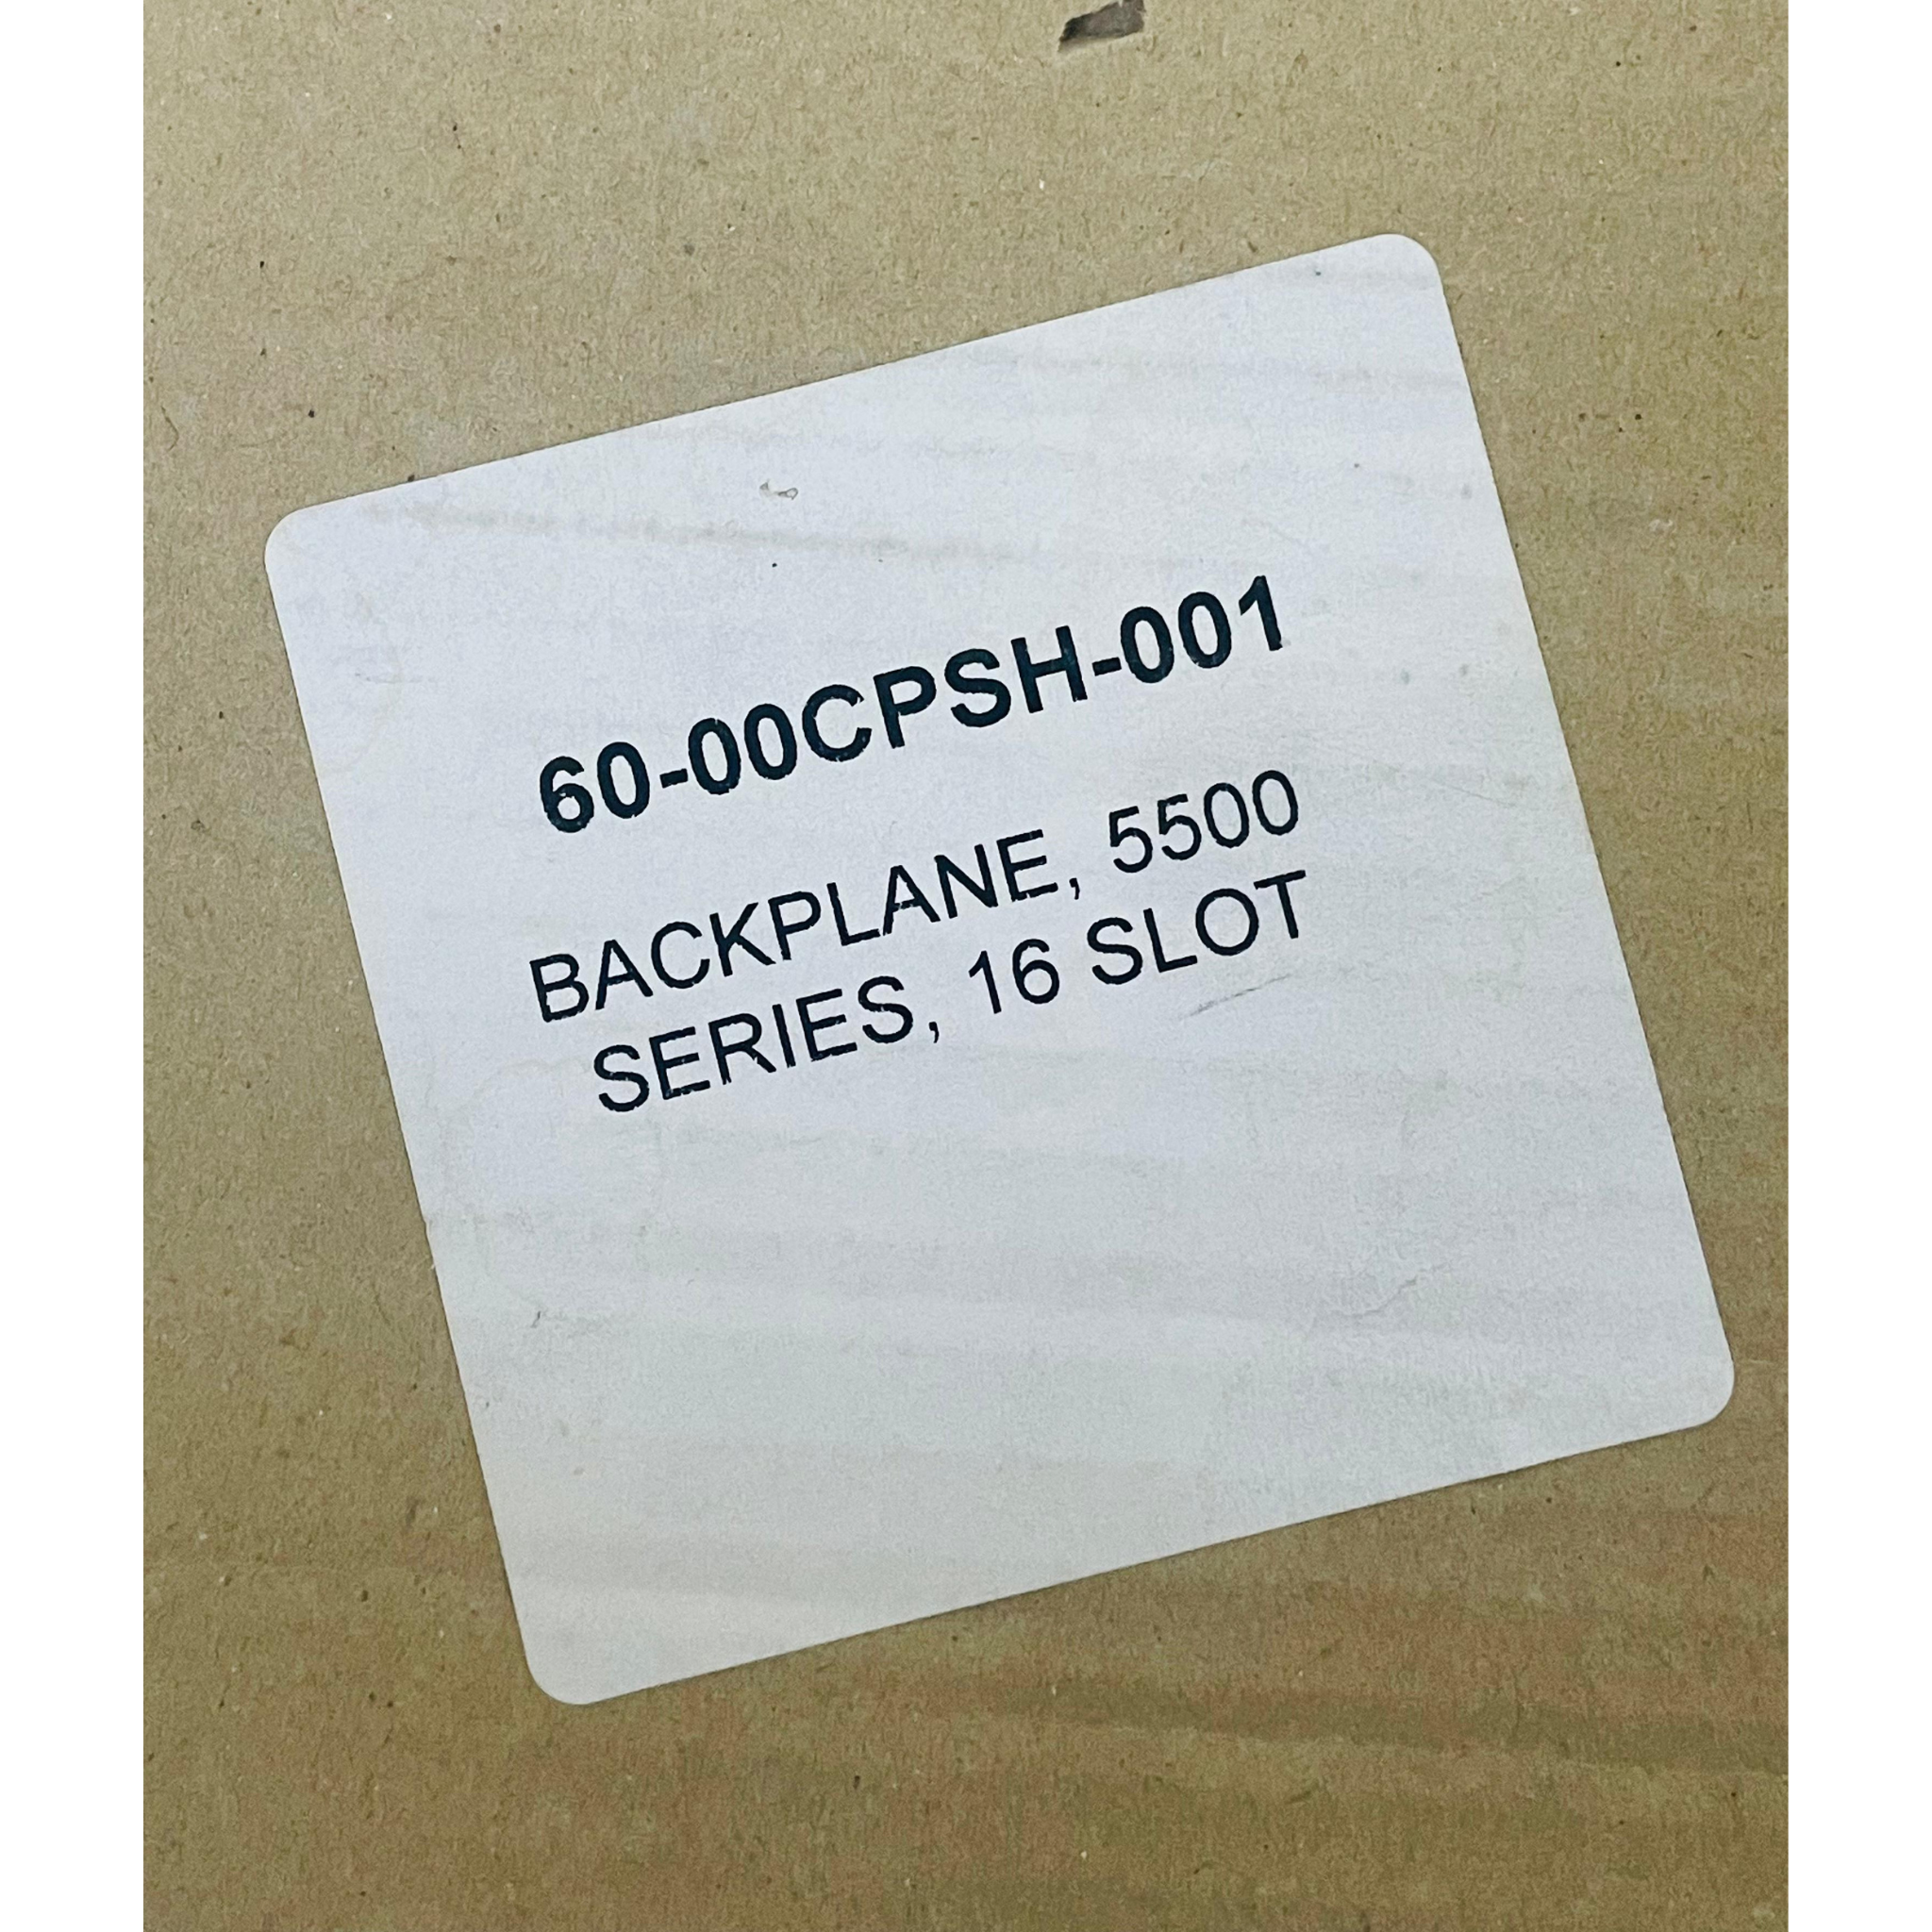 60-00CPSH-001
BACKPLANE, 5500
SERIES, 16 SLOT